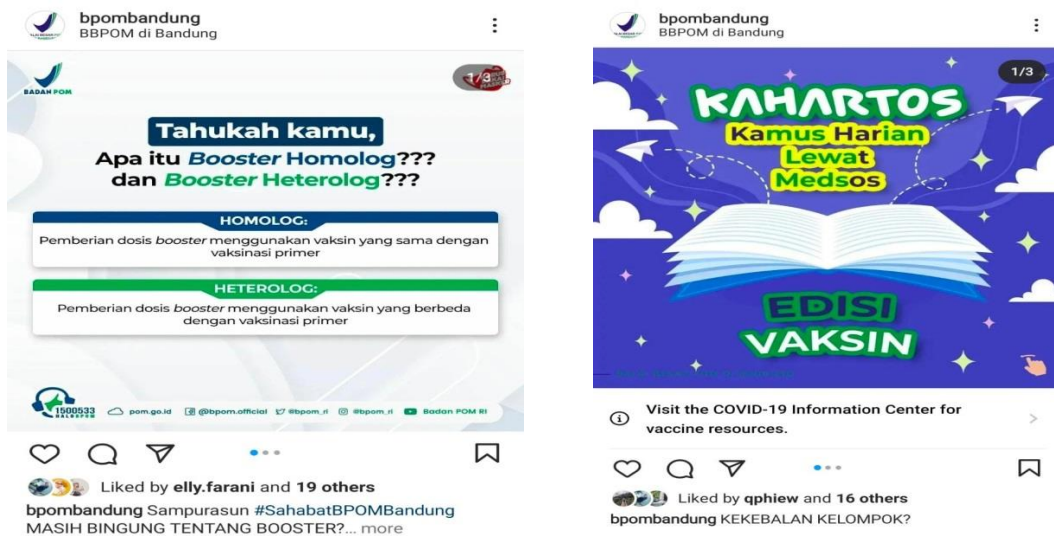 bpombandung
BBPOM di Bandung
BADAN POM
1/3
Tahukah kamu,
Apa itu Booster Homolog???
dan Booster Heterolog???
HOMOLOG:
Pemberian dosis booster menggunakan vaksin yang sama dengan
vaksinasi primer
HETEROLOG:
Pemberian dosis booster menggunakan vaksin yang berbeda
dengan vaksinasi primer
1500533
HALOBPOM
pom.go.id
@bpom.official
@bpom_ri
@bpom_ri
Badan POM RI
Liked by elly.farani and 19 others
bpombandung Sampurasun #SahabatBPOMBandung
MASIH BINGUNG TENTANG BOOSTER?... more
bpombandung
BBPOM di Bandung
1/3
KAHARTOS
Kamus Harian
Lewat
Medsos
EDISI
VAKSIN
Visit the COVID-19 Information Center for
vaccine resources.
Liked by qphiew and 16 others
bpombandung KEKEBALAN KELOMPOK?